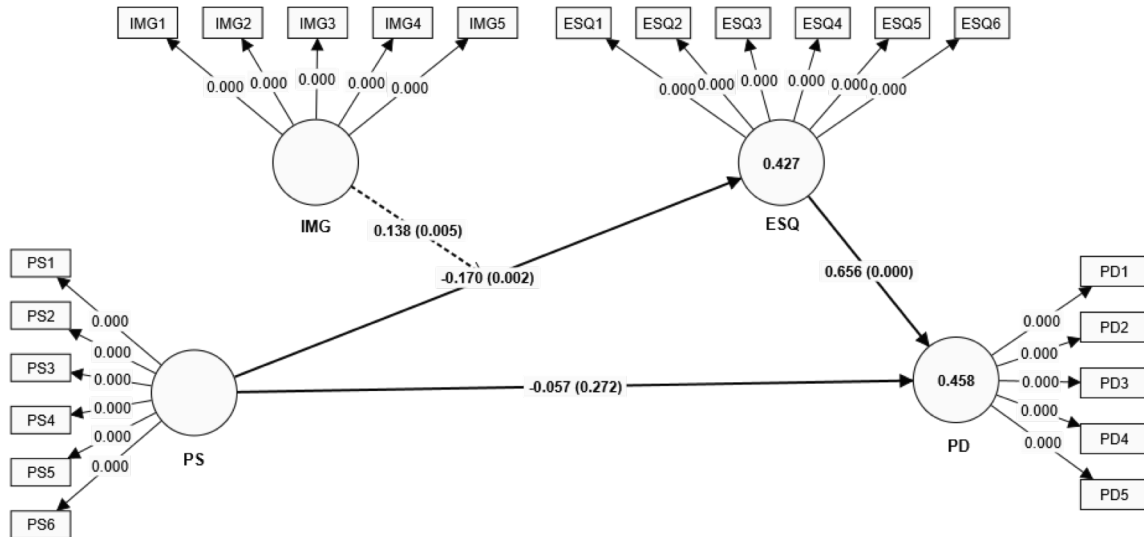 IMG1 IMG2 IMG3 IMG4 IMG5 ESQ1 ESQ2 ESQ3 ESQ4 ESQ5 ESQ6
0.000 0.000 0.000 0.000 0.000 0.000 0.000 0.000 0.000 0.000 0.000
0.427
IMG ESQ
0.138 (0.005)
PS1
-0.170 (0.002) 0.656 (0.000) PD1
PS2 0.000 0.000 PD2
PS3 0.000 0.000 PD3
PS4 0.000 -0.057 (0.272) 0.458 0.000 PD4
PS5 0.000 0.000 PD5
PS6 0.000 0.000
0.000
PS PD